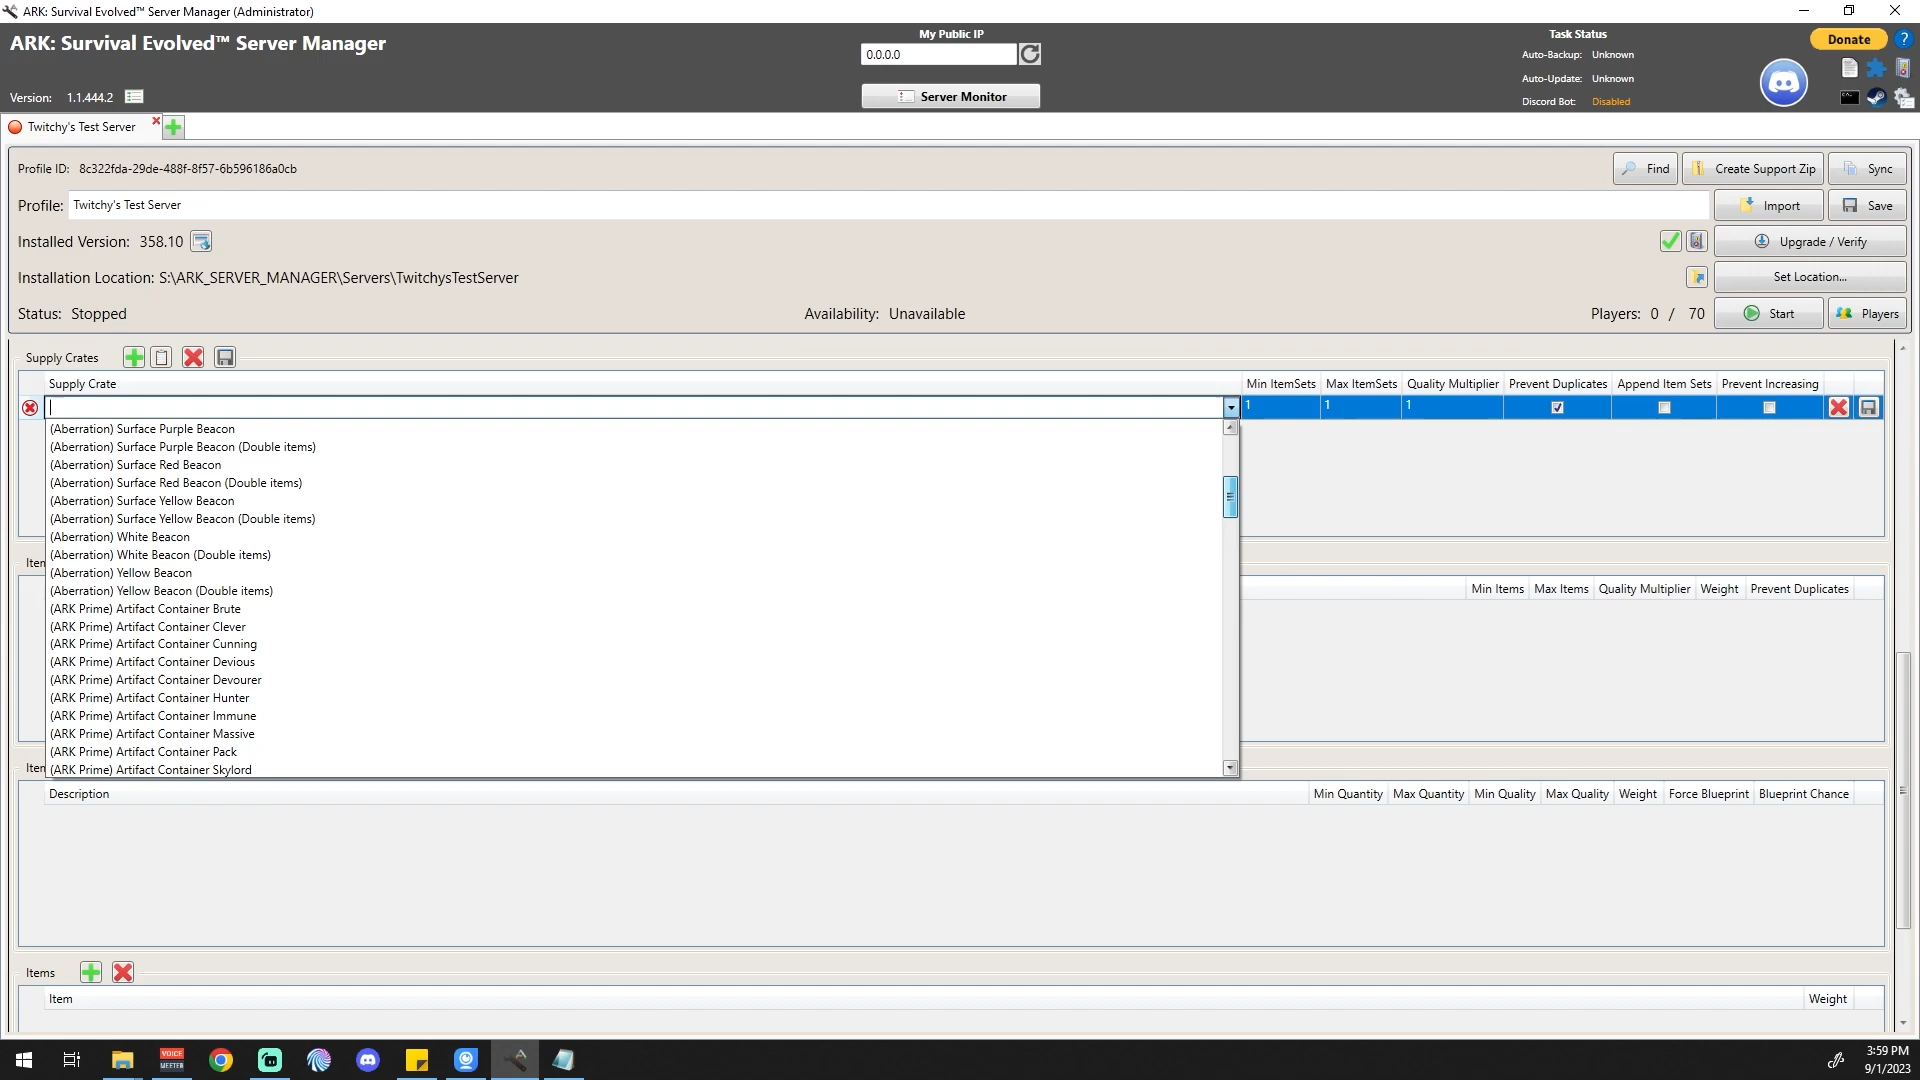 ARK: Survival Evolved™ Server Manager (Administrator)
ARK: Survival Evolved™ Server Manager
My Public IP
0.0.0.0
Server Monitor
Task Status
Auto-Backup: Unknown
Auto-Update: Unknown
Discord Bot: Disabled
Donate
?
Version: 1.1.444.2
Twitchy's Test Server
Profile ID: 8c322fda-29de-488f-8f57-6b596186a0cb
Find
Create Support Zip
Sync
Profile: Twitchy's Test Server
Import
Save
Installed Version: 358.10
Upgrade / Verify
Installation Location: S:\ARK_SERVER_MANAGER\Servers\TwitchysTestServer
Set Location...
Status: Stopped
Availability: Unavailable
Players: 0 / 70
Start
Players
Supply Crates
Supply Crate Min ItemSets Max ItemSets Quality Multiplier Prevent Duplicates Append Item Sets Prevent Increasing
1 1 1
(Aberration) Surface Purple Beacon
(Aberration) Surface Purple Beacon (Double items)
(Aberration) Surface Red Beacon
(Aberration) Surface Red Beacon (Double items)
(Aberration) Surface Yellow Beacon
(Aberration) Surface Yellow Beacon (Double items)
(Aberration) White Beacon
(Aberration) White Beacon (Double items)
(Aberration) Yellow Beacon
(Aberration) Yellow Beacon (Double items)
(ARK Prime) Artifact Container Brute
(ARK Prime) Artifact Container Clever
(ARK Prime) Artifact Container Cunning
(ARK Prime) Artifact Container Devious
(ARK Prime) Artifact Container Devourer
(ARK Prime) Artifact Container Hunter
(ARK Prime) Artifact Container Immune
(ARK Prime) Artifact Container Massive
(ARK Prime) Artifact Container Pack
(ARK Prime) Artifact Container Skylord
Item
Min Items Max Items Quality Multiplier Weight Prevent Duplicates
Item
Description Min Quantity Max Quantity Min Quality Max Quality Weight Force Blueprint Blueprint Chance
Items
Item Weight
VOICE
MEETER
3:59 PM
9/1/2023